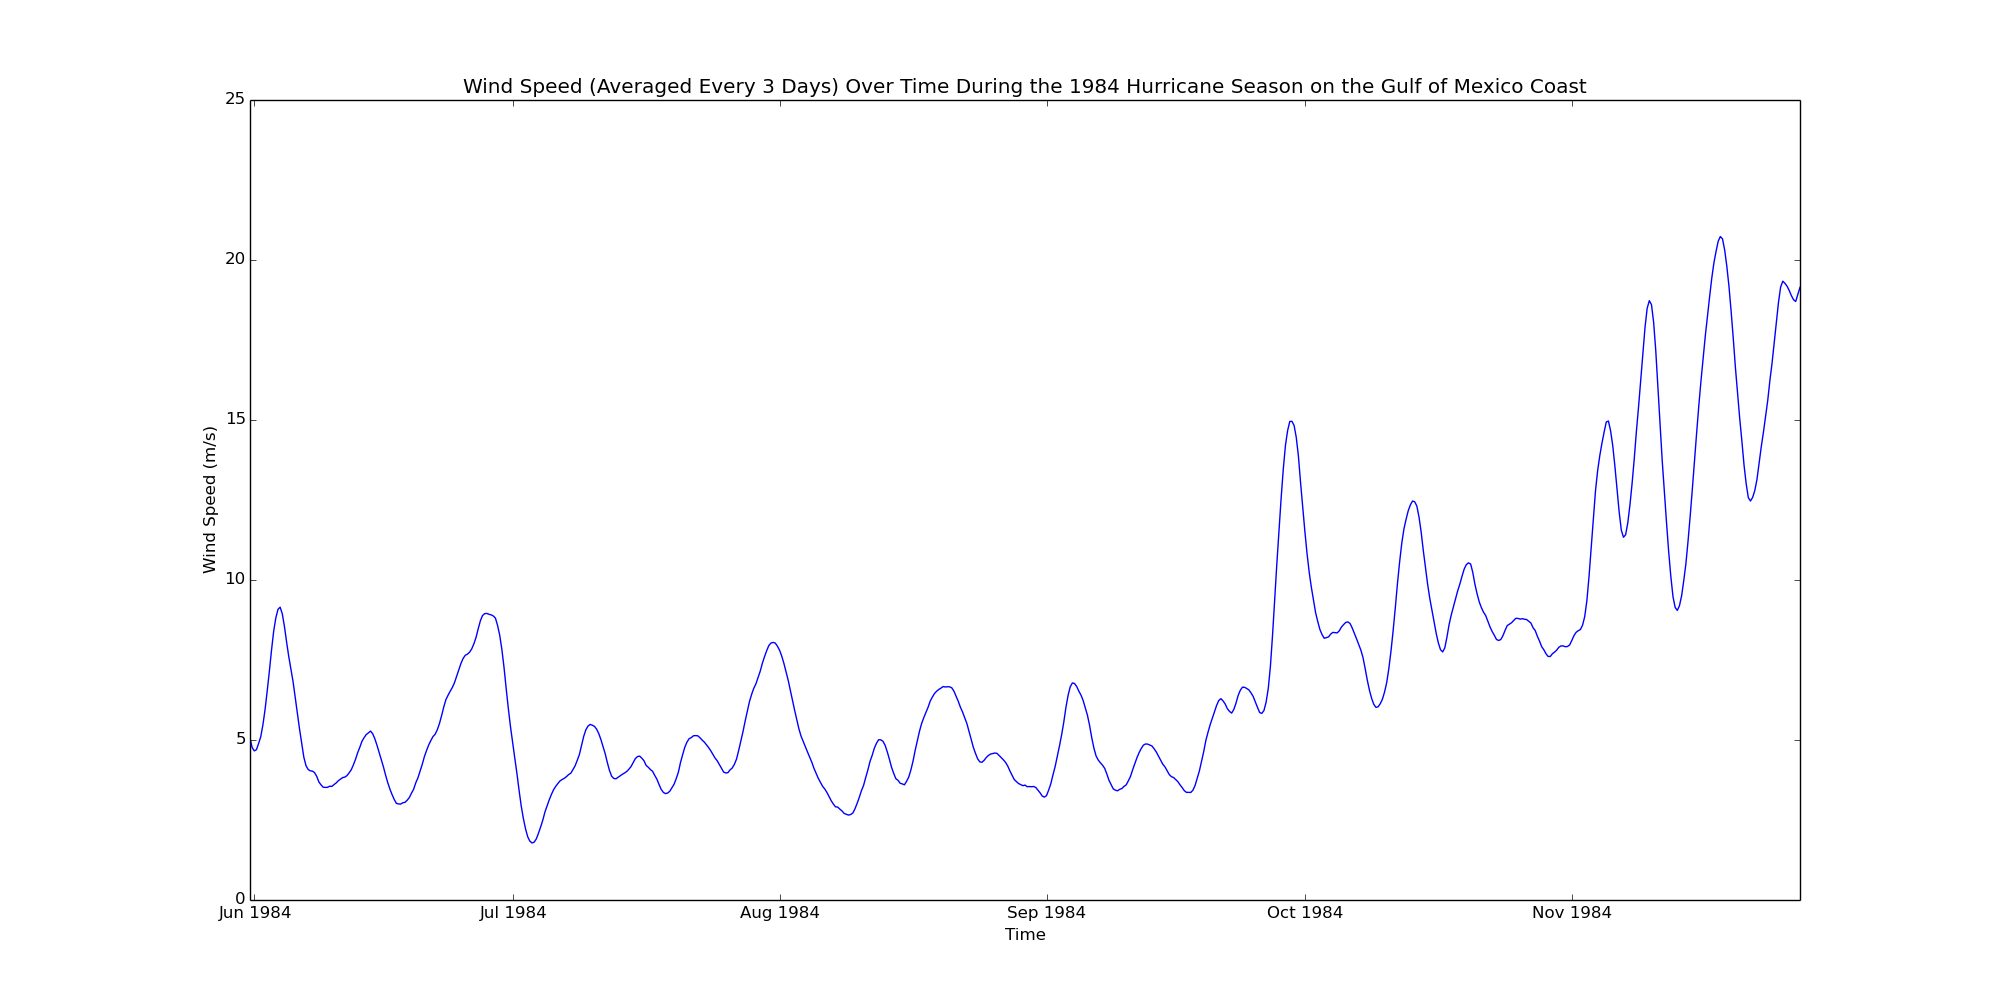 Wind Speed (Averaged Every 3 Days) Over Time During the 1984 Hurricane Season on the Gulf of Mexico Coast
25
20
15
10
5
0
Wind Speed (m/s)
Jun 1984 Jul 1984 Aug 1984 Sep 1984 Oct 1984 Nov 1984
Time